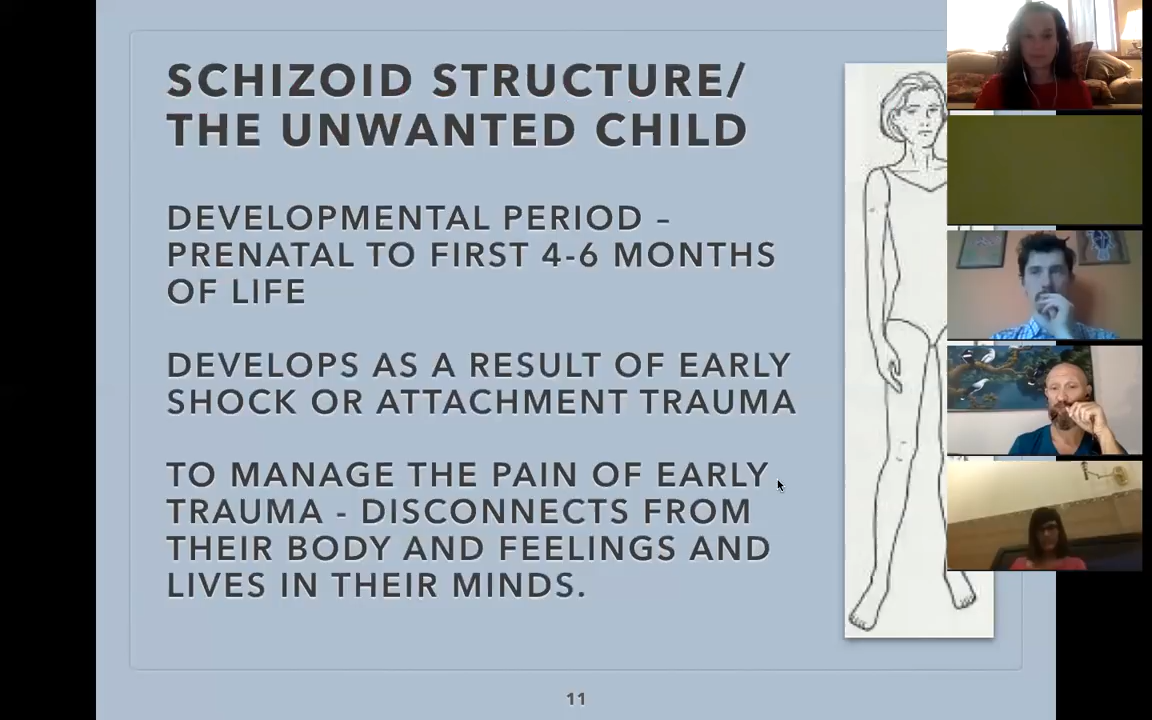 SCHIZOID STRUCTURE/
THE UNWANTED CHILD
DEVELOPMENTAL PERIOD –
PRENATAL TO FIRST 4-6 MONTHS
OF LIFE
DEVELOPS AS A RESULT OF EARLY
SHOCK OR ATTACHMENT TRAUMA
TO MANAGE THE PAIN OF EARLY
TRAUMA - DISCONNECTS FROM
THEIR BODY AND FEELINGS AND
LIVES IN THEIR MINDS.
11